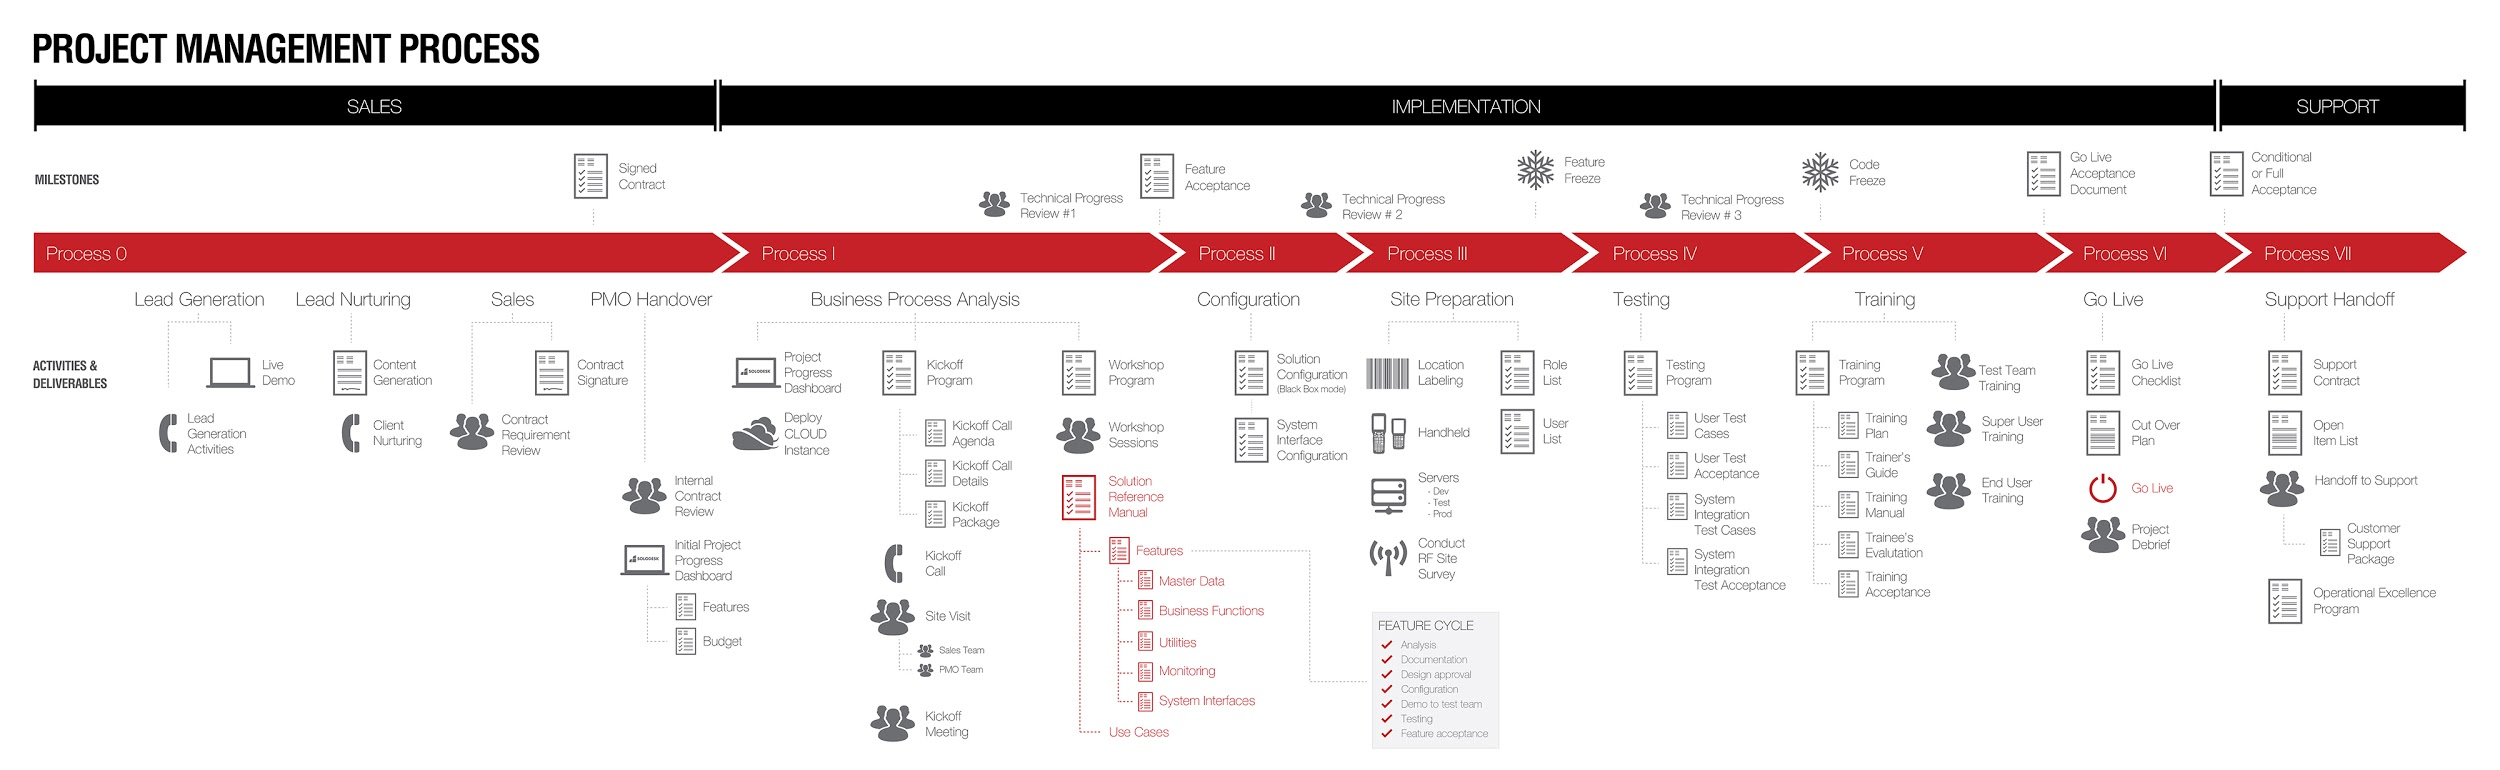 PROJECT MANAGEMENT PROCESS
SALES
IMPLEMENTATION
SUPPORT
MILESTONES
Signed
Contract
Technical Progress
Review #1
Feature
Acceptance
Technical Progress
Review # 2
Feature
Freeze
Technical Progress
Review # 3
Code
Freeze
Go Live
Acceptance
Document
Conditional
or Full
Acceptance
Process 0
Process I
Process II
Process III
Process IV
Process V
Process VI
Process VII
ACTIVITIES &
DELIVERABLES
Lead Generation
Live
Demo
Lead
Generation
Activities
Lead Nurturing
Content
Generation
Client
Nurturing
Sales
Contract
Signature
Contract
Requirement
Review
PMO Handover
Internal
Contract
Review
SOLODESK
Initial Project
Progress
Dashboard
Features
Budget
Business Process Analysis
SOLODESK
Project
Progress
Dashboard
Deploy
CLOUD
Instance
Kickoff
Program
Kickoff Call
Agenda
Kickoff Call
Details
Kickoff
Package
Kickoff
Call
Site Visit
Sales Team
PMO Team
Kickoff
Meeting
Workshop
Program
Workshop
Sessions
Solution
Reference
Manual
Features
Master Data
Business Functions
Utilities
Monitoring
System Interfaces
Use Cases
Configuration
Solution
Configuration
(Black Box mode)
System
Interface
Configuration
Site Preparation
Location
Labeling
Handheld
Servers
- Dev
- Test
- Prod
Conduct
RF Site
Survey
Role
List
User
List
FEATURE CYCLE
Analysis
Documentation
Design approval
Configuration
Demo to test team
Testing
Feature acceptance
Testing
Testing
Program
User Test
Cases
User Test
Acceptance
System
Integration
Test Cases
System
Integration
Test Acceptance
Training
Training
Program
Training
Plan
Trainer's
Guide
Training
Manual
Trainee's
Evalutation
Training
Acceptance
Test Team
Training
Super User
Training
End User
Training
Go Live
Go Live
Checklist
Cut Over
Plan
Go Live
Project
Debrief
Support Handoff
Support
Contract
Open
Item List
Handoff to Support
Customer
Support
Package
Operational Excellence
Program